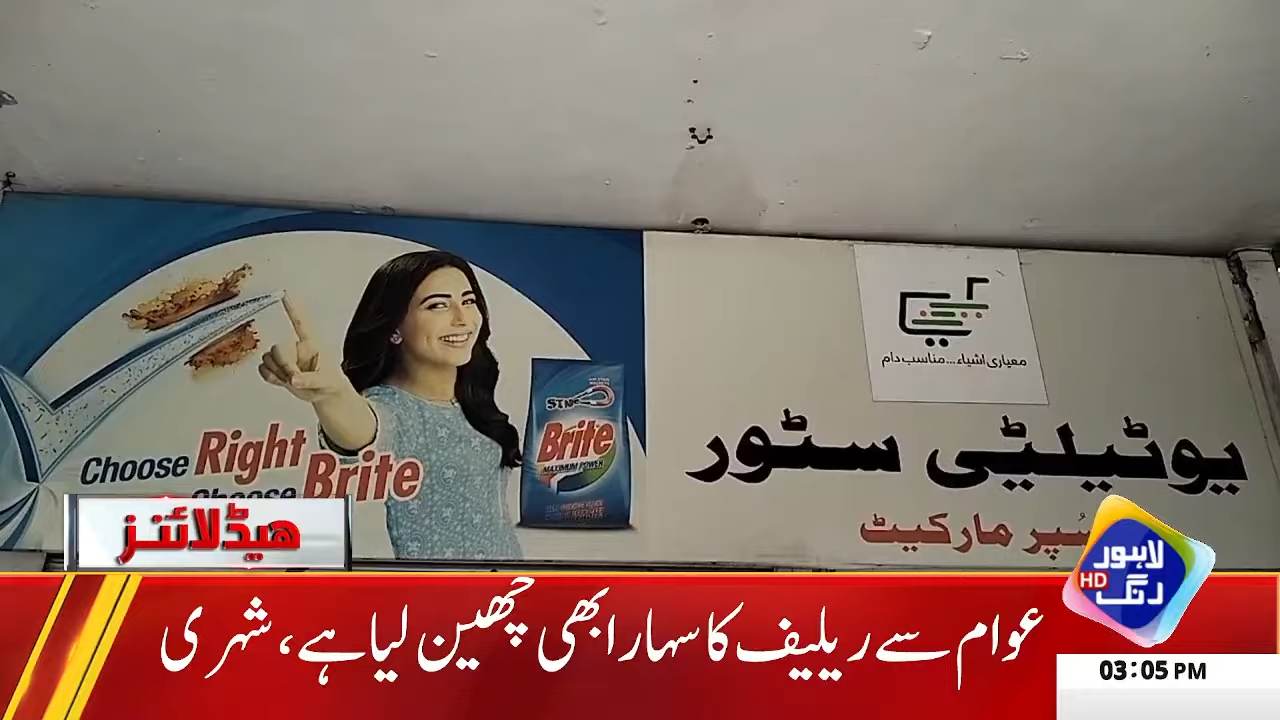 معیاری اشیاء...مناسب دام
یوٹیلیٹی سٹور
سُپر مارکیٹ
Choose Right
Choose Brite
Brite
MAXIMUM POWER
ہیڈلائنز
لاہور
رنگ
HD
عوام سے ریلیف کا سہارا بھی چھین لیا ہے، شہری
03:05 PM